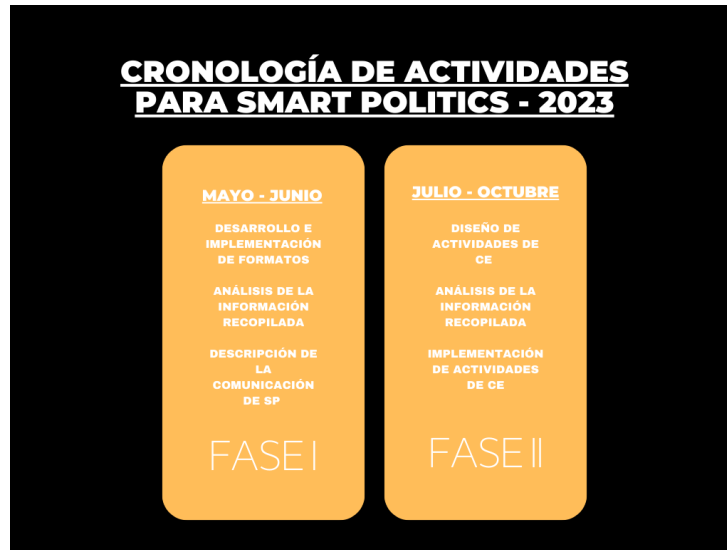 CRONOLOGÍA DE ACTIVIDADES
PARA SMART POLITICS - 2023
MAYO - JUNIO
DESARROLLO E
IMPLEMENTACIÓN
DE FORMATOS
ANÁLISIS DE LA
INFORMACIÓN
RECOPILADA
DESCRIPCIÓN DE
LA
COMUNICACIÓN
DE SP
FASE I
JULIO - OCTUBRE
DISEÑO DE
ACTIVIDADES DE
CE
ANÁLISIS DE LA
INFORMACIÓN
RECOPILADA
IMPLEMENTACIÓN
DE ACTIVIDADES
DE CE
FASE II